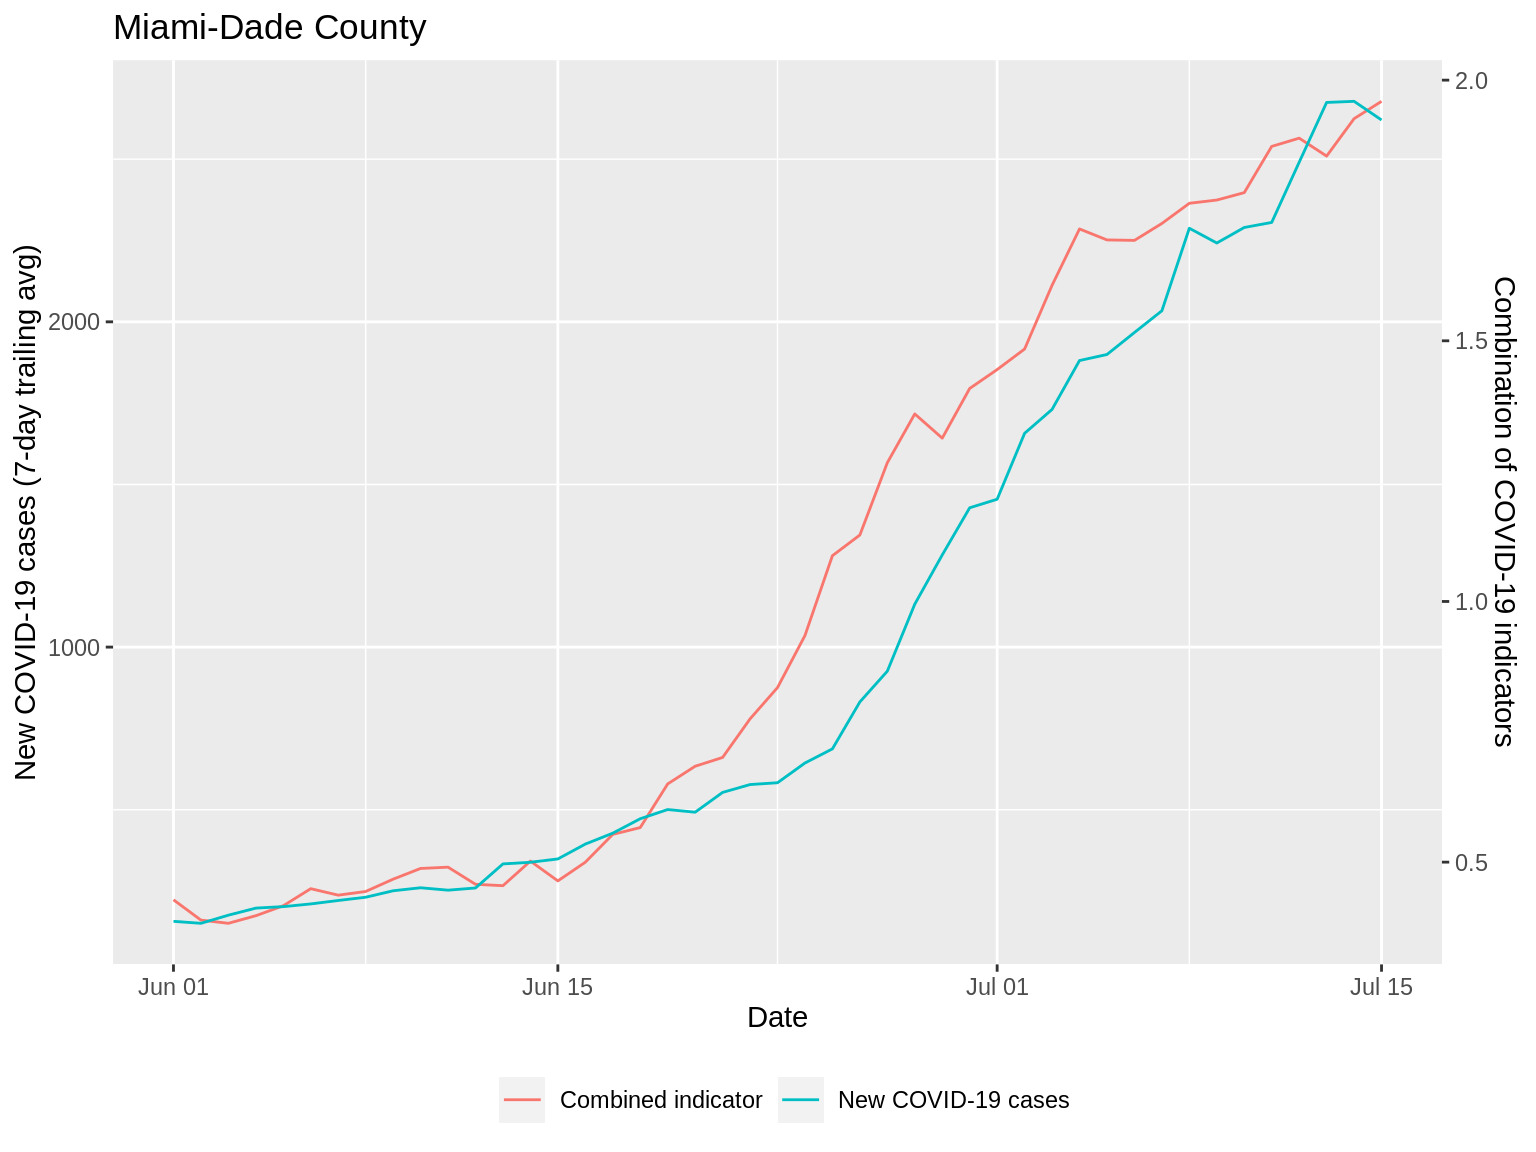 Miami-Dade County
New COVID-19 cases (7-day trailing avg)
2000
1000
2.0
1.5
1.0
0.5
Combination of COVID-19 indicators
Jun 01
Jun 15
Jul 01
Jul 15
Date
Combined indicator
New COVID-19 cases